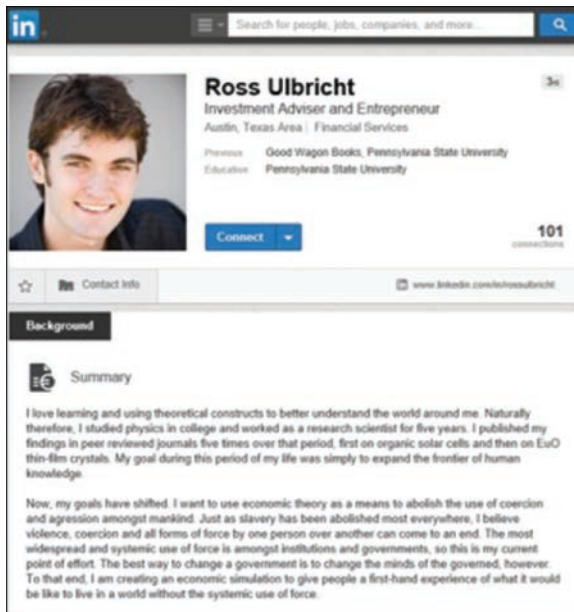 in
Search for people, jobs, companies, and more...
Ross Ulbricht
3rd
Investment Adviser and Entrepreneur
Austin, Texas Area | Financial Services
Previous Good Wagon Books, Pennsylvania State University
Education Pennsylvania State University
Connect
101
connections
Contact Info
in www.linkedin.com/in/rossulbricht
Background
Summary
I love learning and using theoretical constructs to better understand the world around me. Naturally
therefore, I studied physics in college and worked as a research scientist for five years. I published my
findings in peer reviewed journals five times over that period, first on organic solar cells and then on EuO
thin-film crystals. My goal during this period of my life was simply to expand the frontier of human
knowledge.
Now, my goals have shifted. I want to use economic theory as a means to abolish the use of coercion
and agression amongst mankind. Just as slavery has been abolished most everywhere, I believe
violence, coercion and all forms of force by one person over another can come to an end. The most
widespread and systemic use of force is amongst institutions and governments, so this is my current
point of effort. The best way to change a government is to change the minds of the governed, however.
To that end, I am creating an economic simulation to give people a first-hand experience of what it would
be like to live in a world without the systemic use of force.